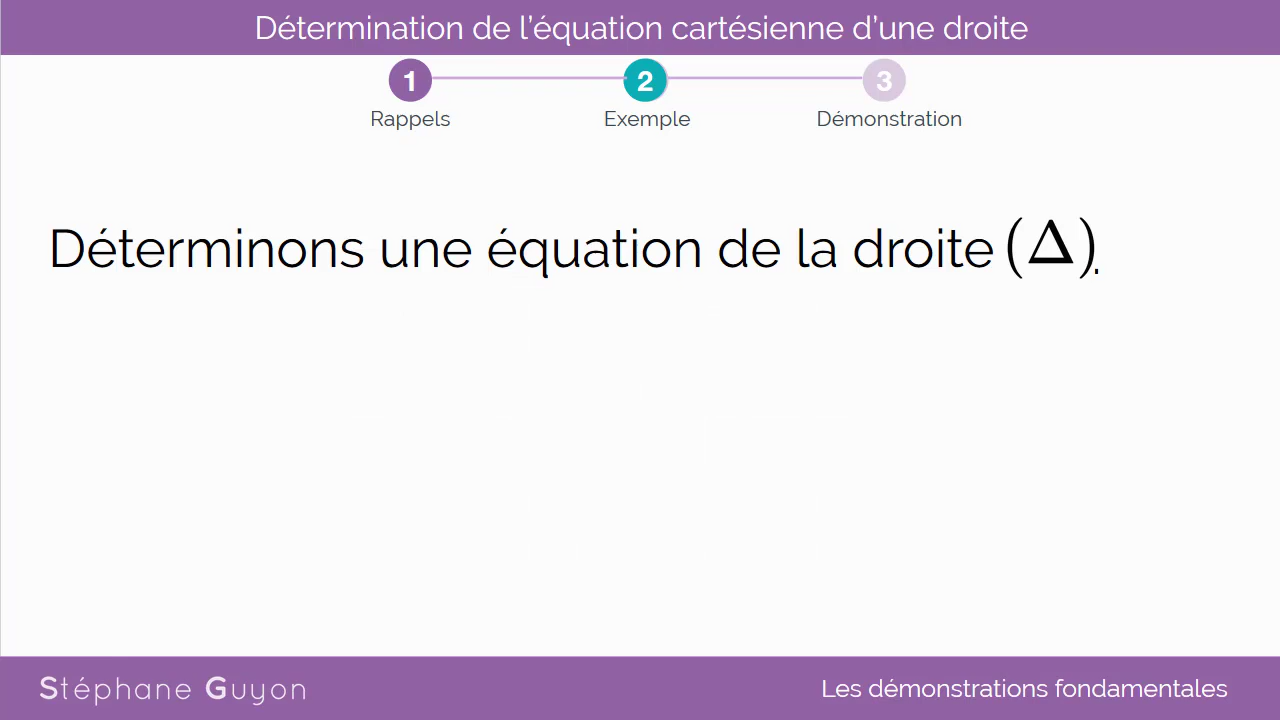 Détermination de l’équation cartésienne d’une droite
1 2 3
Rappels Exemple Démonstration
Déterminons une équation de la droite (Δ).
Stéphane Guyon Les démonstrations fondamentales